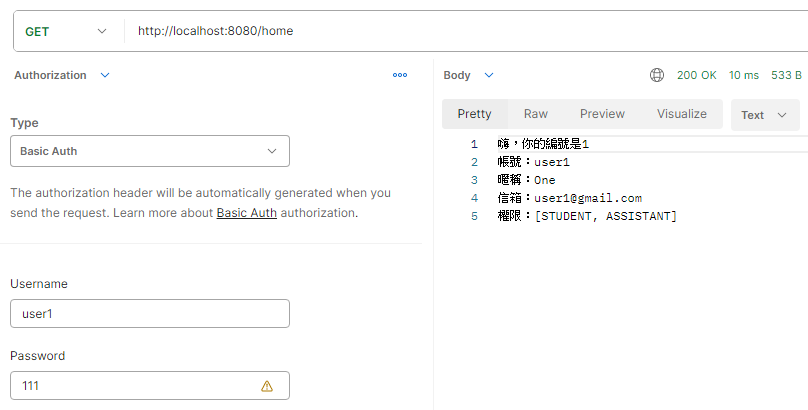 GET http://localhost:8080/home
Authorization
Type
Basic Auth
The authorization header will be automatically generated when you
send the request. Learn more about Basic Auth authorization.
Username
user1
Password
111
Body 200 OK 10 ms 533 B
Pretty Raw Preview Visualize Text
1 嗨，你的編號是1
2 帳號：user1
3 暱稱：One
4 信箱：user1@gmail.com
5 權限：[STUDENT, ASSISTANT]